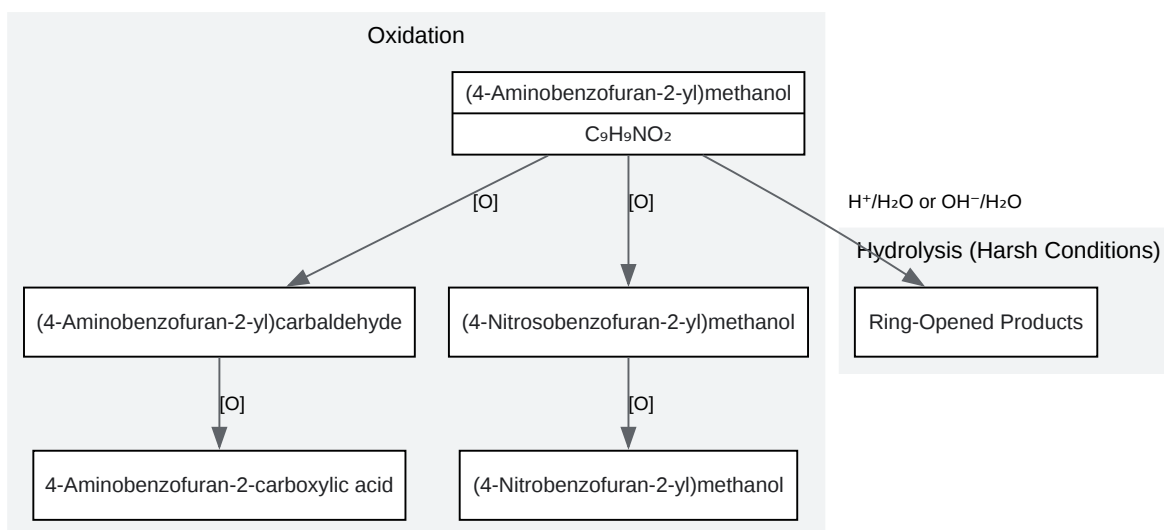 Oxidation
(4-Aminobenzofuran-2-yl)methanol
C₉H₉NO₂
[O]
[O]
H⁺/H₂O or OH⁻/H₂O
Hydrolysis (Harsh Conditions)
(4-Aminobenzofuran-2-yl)carbaldehyde
(4-Nitrosobenzofuran-2-yl)methanol
Ring-Opened Products
[O]
[O]
4-Aminobenzofuran-2-carboxylic acid
(4-Nitrobenzofuran-2-yl)methanol